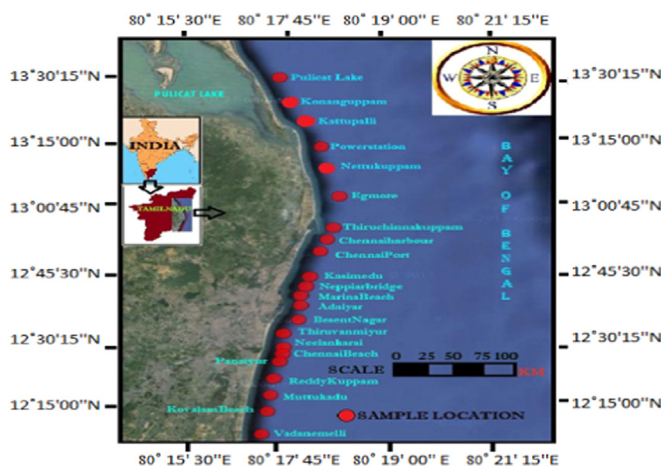 80° 15'30''E 80° 17'45''E 80° 19'00'' E 80° 21'15''E
13°30'15''N 13°30'15''N
N
W E
S
Pulicat Lake
PULICAT LAKE
Konanguppam
Kattupalli
INDIA
13°15'00''N 13°15'00''N
Powerstation
Nettukuppam
BAY OF BENGAL
TAMILNADU
Egmore
13°00'45''N 13°00'45''N
Thiruchinnakuppam
Chennaiharbour
ChennaiPort
12°45'30''N 12°45'30''N
Kasimedu
Neppiarbridge
MarinaBeach
Adaiyar
BesentNagar
12°30'15''N 12°30'15''N
Thiruvanmiyur
Neelankarai
ChennaiBeach
Panaiyur
0 25 50 75 100
SCALE KM
ReddyKuppam
Muttukadu
12°15'00''N 12°15'00''N
KovalamBeach
SAMPLE LOCATION
Vadanemelli
80° 15'30''E 80° 17'45''E 80° 19'00'' E 80° 21'15''E